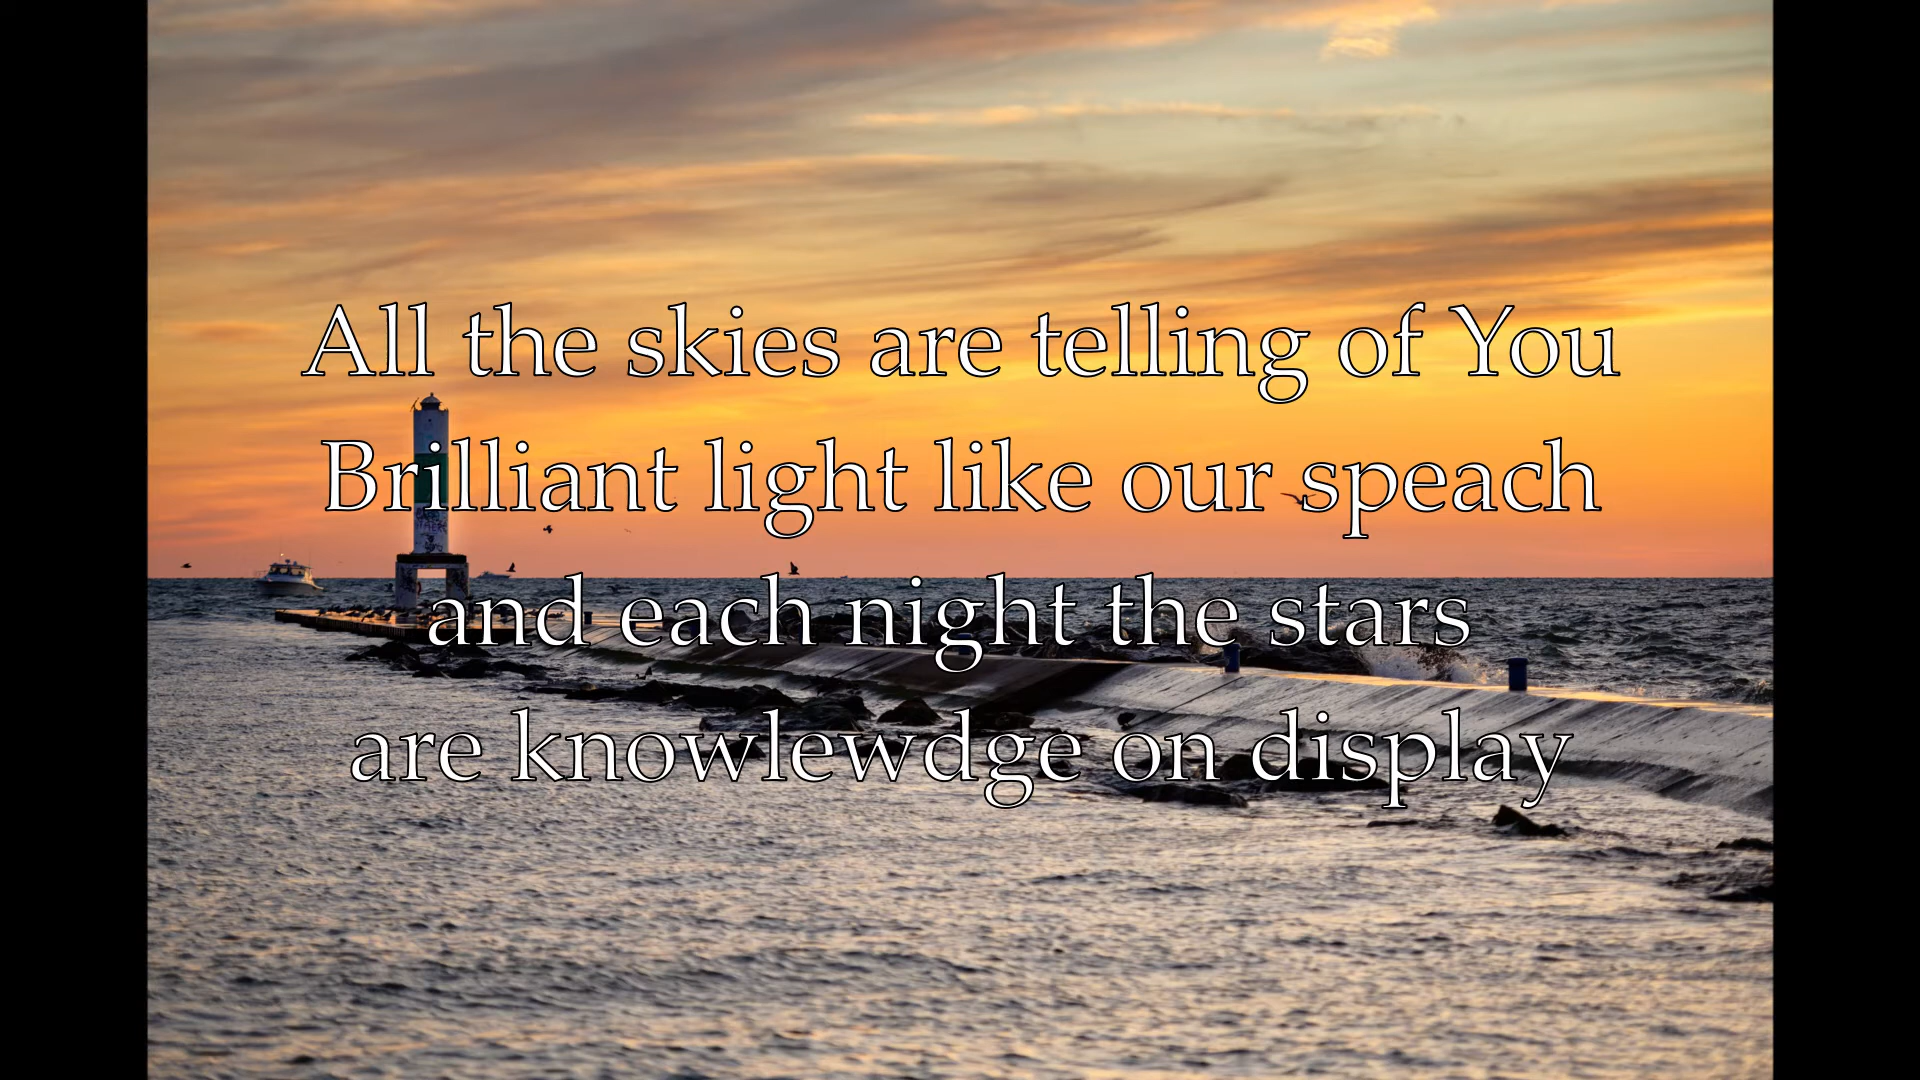 All the skies are telling of You
Brilliant light like our speach
and each night the stars
are knowlewdge on display